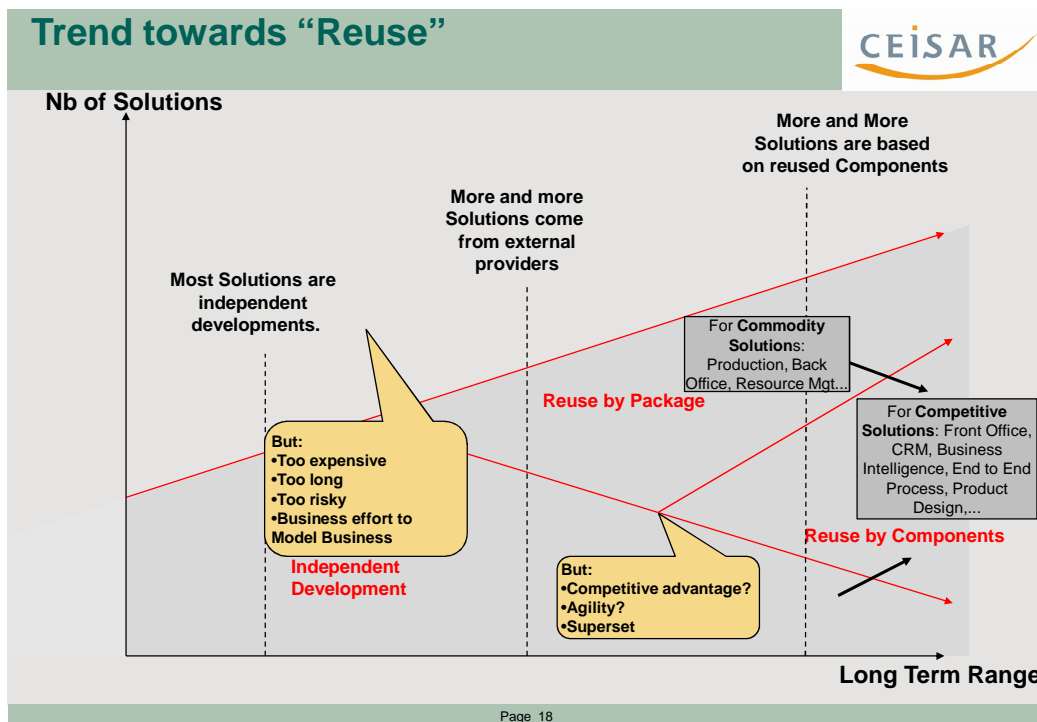 Trend towards “Reuse”
CEiSAR
Nb of Solutions
More and More
Solutions are based
on reused Components
More and more
Solutions come
from external
providers
Most Solutions are
independent
developments.
For Commodity
Solutions:
Production, Back
Office, Resource Mgt...
Reuse by Package
For Competitive
Solutions: Front Office,
CRM, Business
Intelligence, End to End
Process, Product
Design,...
But:
•Too expensive
•Too long
•Too risky
•Business effort to
Model Business
Reuse by Components
Independent
Development
But:
•Competitive advantage?
•Agility?
•Superset
Long Term Range
Page 18